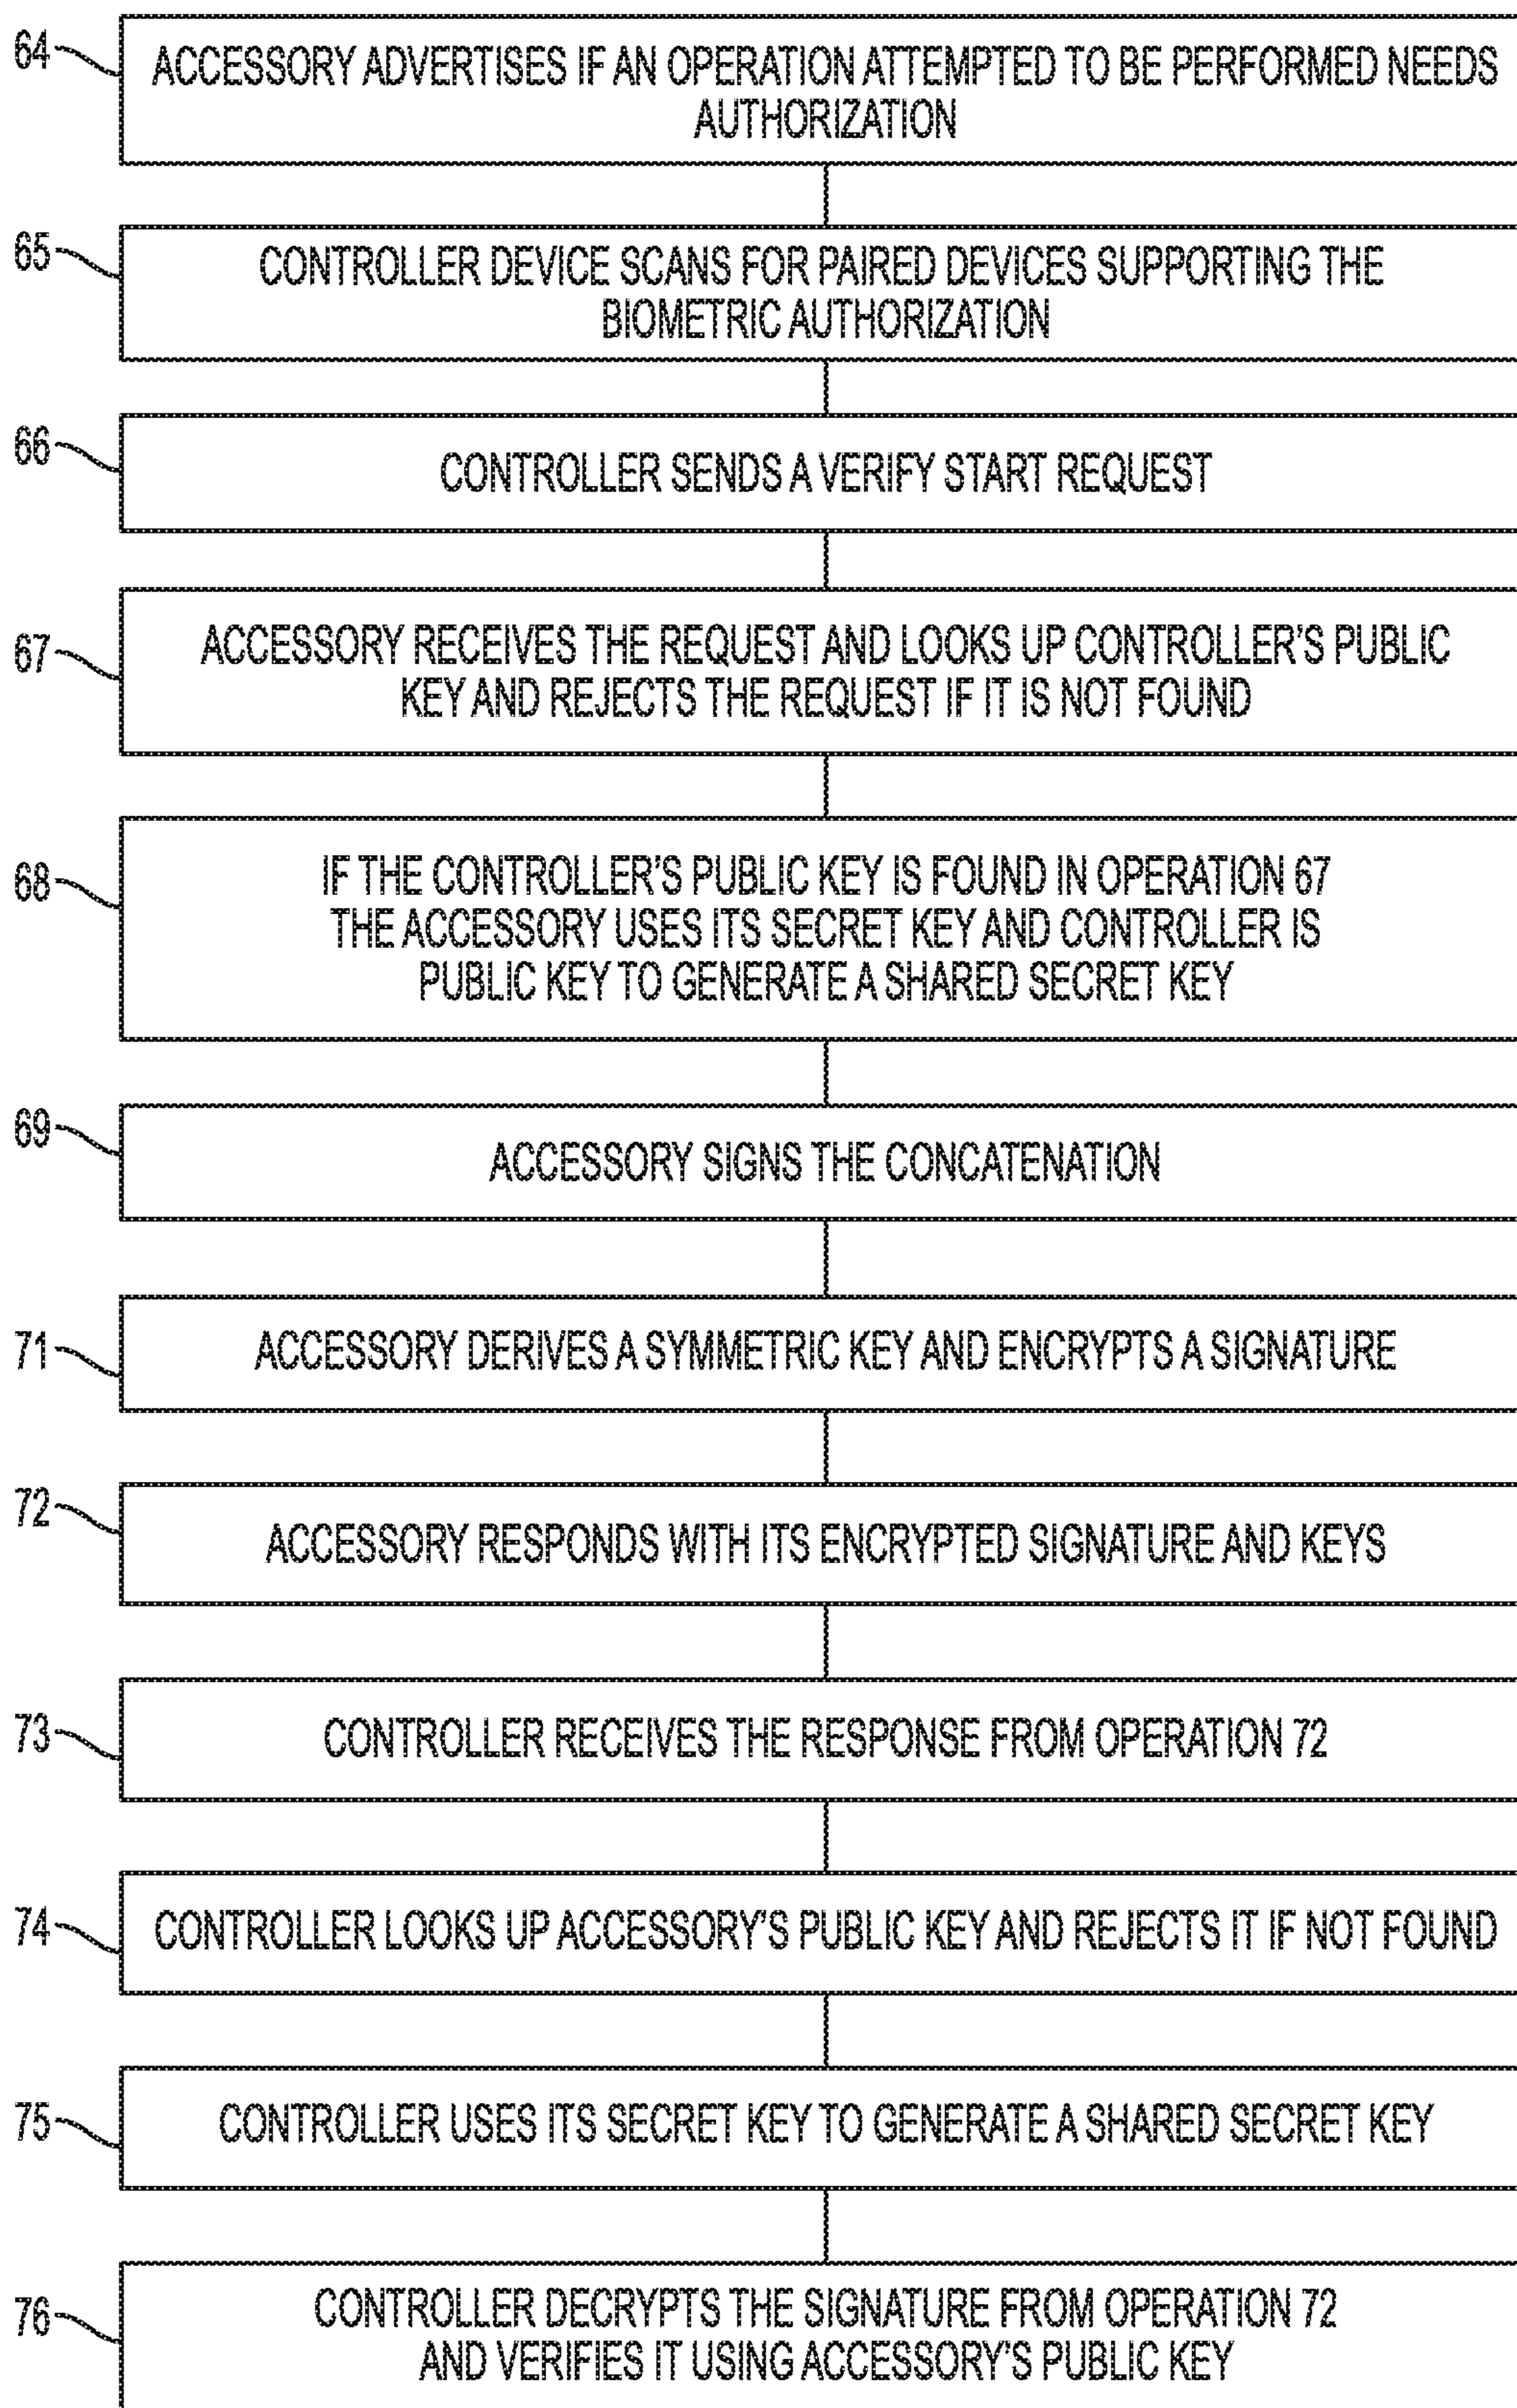 64
ACCESSORY ADVERTISES IF AN OPERATION ATTEMPTED TO BE PERFORMED NEEDS
AUTHORIZATION
65
CONTROLLER DEVICE SCANS FOR PAIRED DEVICES SUPPORTING THE
BIOMETRIC AUTHORIZATION
66
CONTROLLER SENDS A VERIFY START REQUEST
67
ACCESSORY RECEIVES THE REQUEST AND LOOKS UP CONTROLLER'S PUBLIC
KEY AND REJECTS THE REQUEST IF IT IS NOT FOUND
68
IF THE CONTROLLER'S PUBLIC KEY IS FOUND IN OPERATION 67
THE ACCESSORY USES ITS SECRET KEY AND CONTROLLER IS
PUBLIC KEY TO GENERATE A SHARED SECRET KEY
69
ACCESSORY SIGNS THE CONCATENATION
71
ACCESSORY DERIVES A SYMMETRIC KEY AND ENCRYPTS A SIGNATURE
72
ACCESSORY RESPONDS WITH ITS ENCRYPTED SIGNATURE AND KEYS
73
CONTROLLER RECEIVES THE RESPONSE FROM OPERATION 72
74
CONTROLLER LOOKS UP ACCESSORY'S PUBLIC KEY AND REJECTS IT IF NOT FOUND
75
CONTROLLER USES ITS SECRET KEY TO GENERATE A SHARED SECRET KEY
76
CONTROLLER DECRYPTS THE SIGNATURE FROM OPERATION 72
AND VERIFIES IT USING ACCESSORY'S PUBLIC KEY